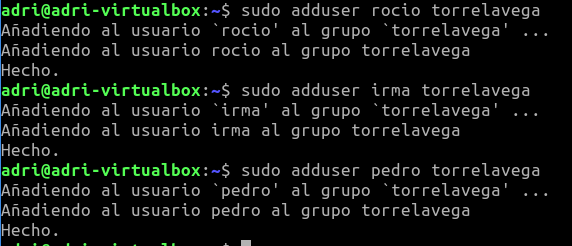 adri@adri-virtualbox:~$ sudo adduser rocio torrelavega
Añadiendo al usuario `rocio' al grupo `torrelavega' ...
Añadiendo al usuario rocio al grupo torrelavega
Hecho.
adri@adri-virtualbox:~$ sudo adduser irma torrelavega
Añadiendo al usuario `irma' al grupo `torrelavega' ...
Añadiendo al usuario irma al grupo torrelavega
Hecho.
adri@adri-virtualbox:~$ sudo adduser pedro torrelavega
Añadiendo al usuario `pedro' al grupo `torrelavega' ...
Añadiendo al usuario pedro al grupo torrelavega
Hecho.
adri@adri-virtualbox:~$